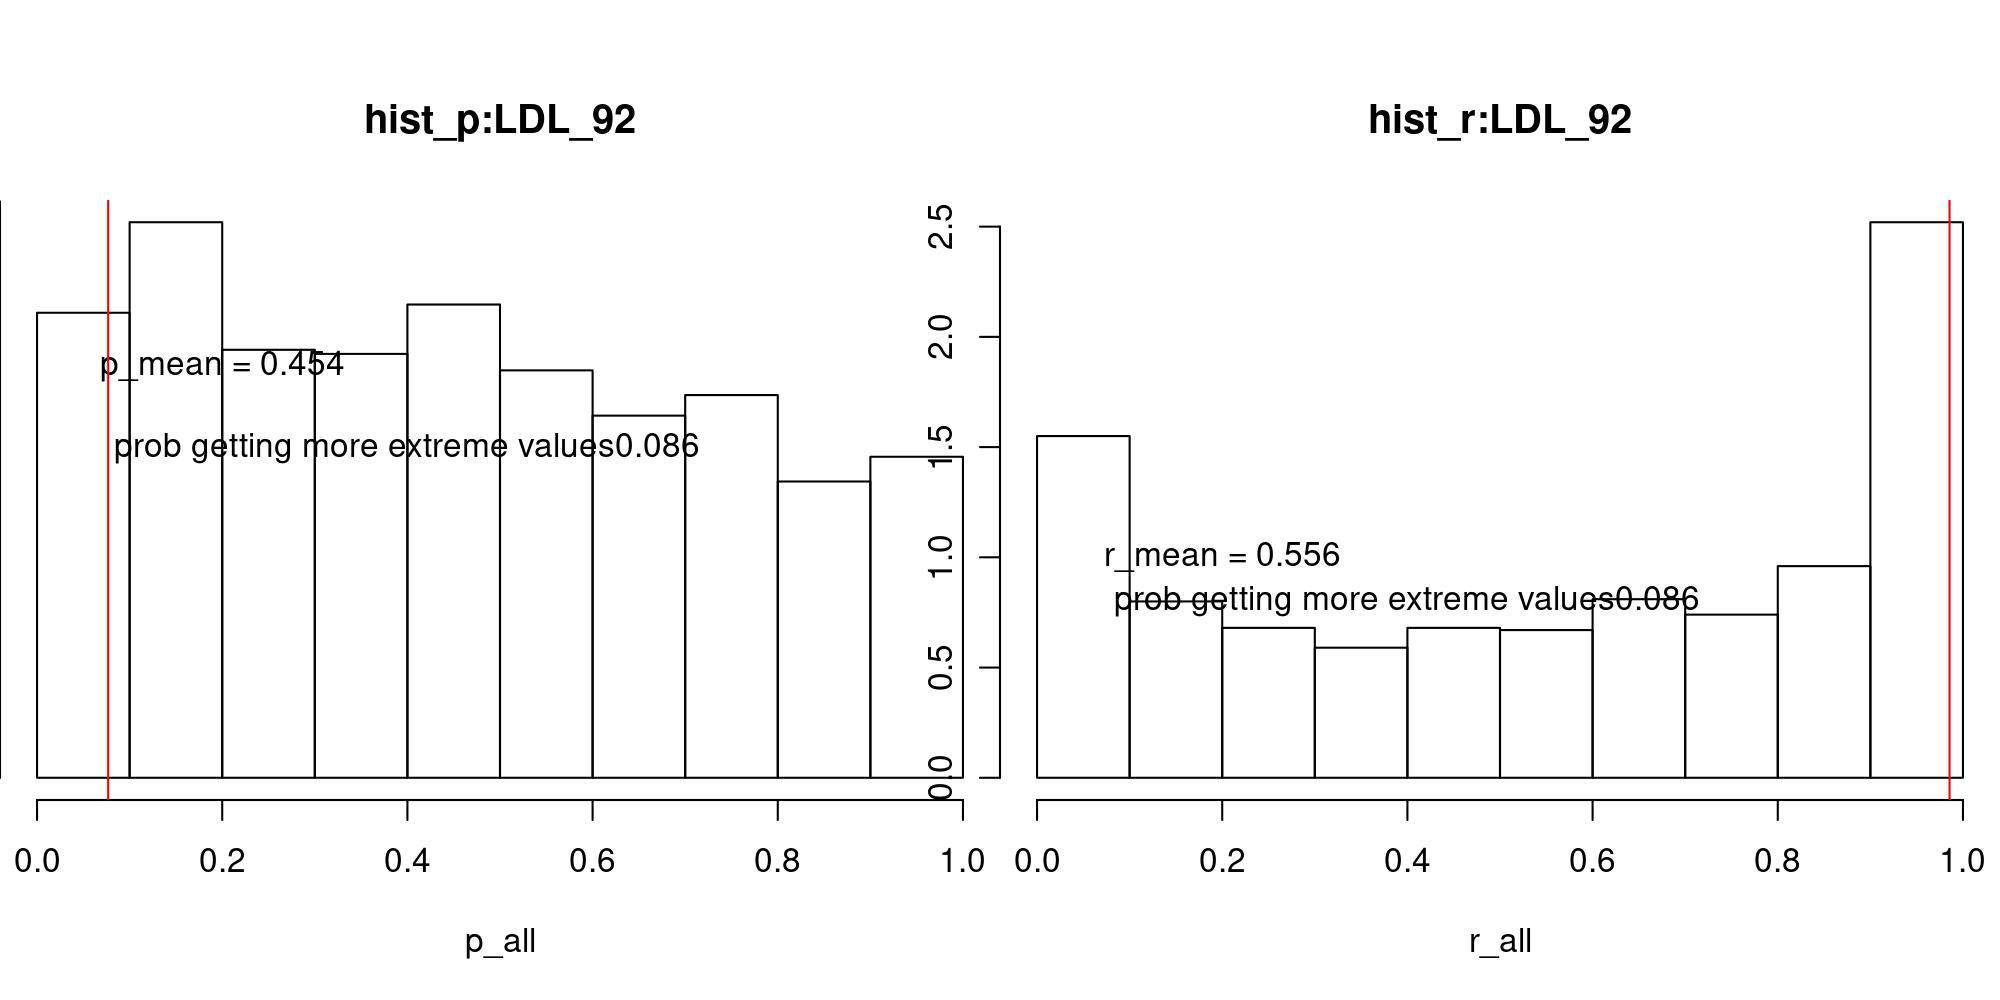 hist_p:LDL_92
p_mean = 0.454
prob getting more extreme values0.086
0.0 0.2 0.4 0.6 0.8 1.0
p_all
hist_r:LDL_92
2.5
2.0
1.5
1.0
0.5
0.0
r_mean = 0.556
prob getting more extreme values0.086
0.0 0.2 0.4 0.6 0.8 1.0
r_all